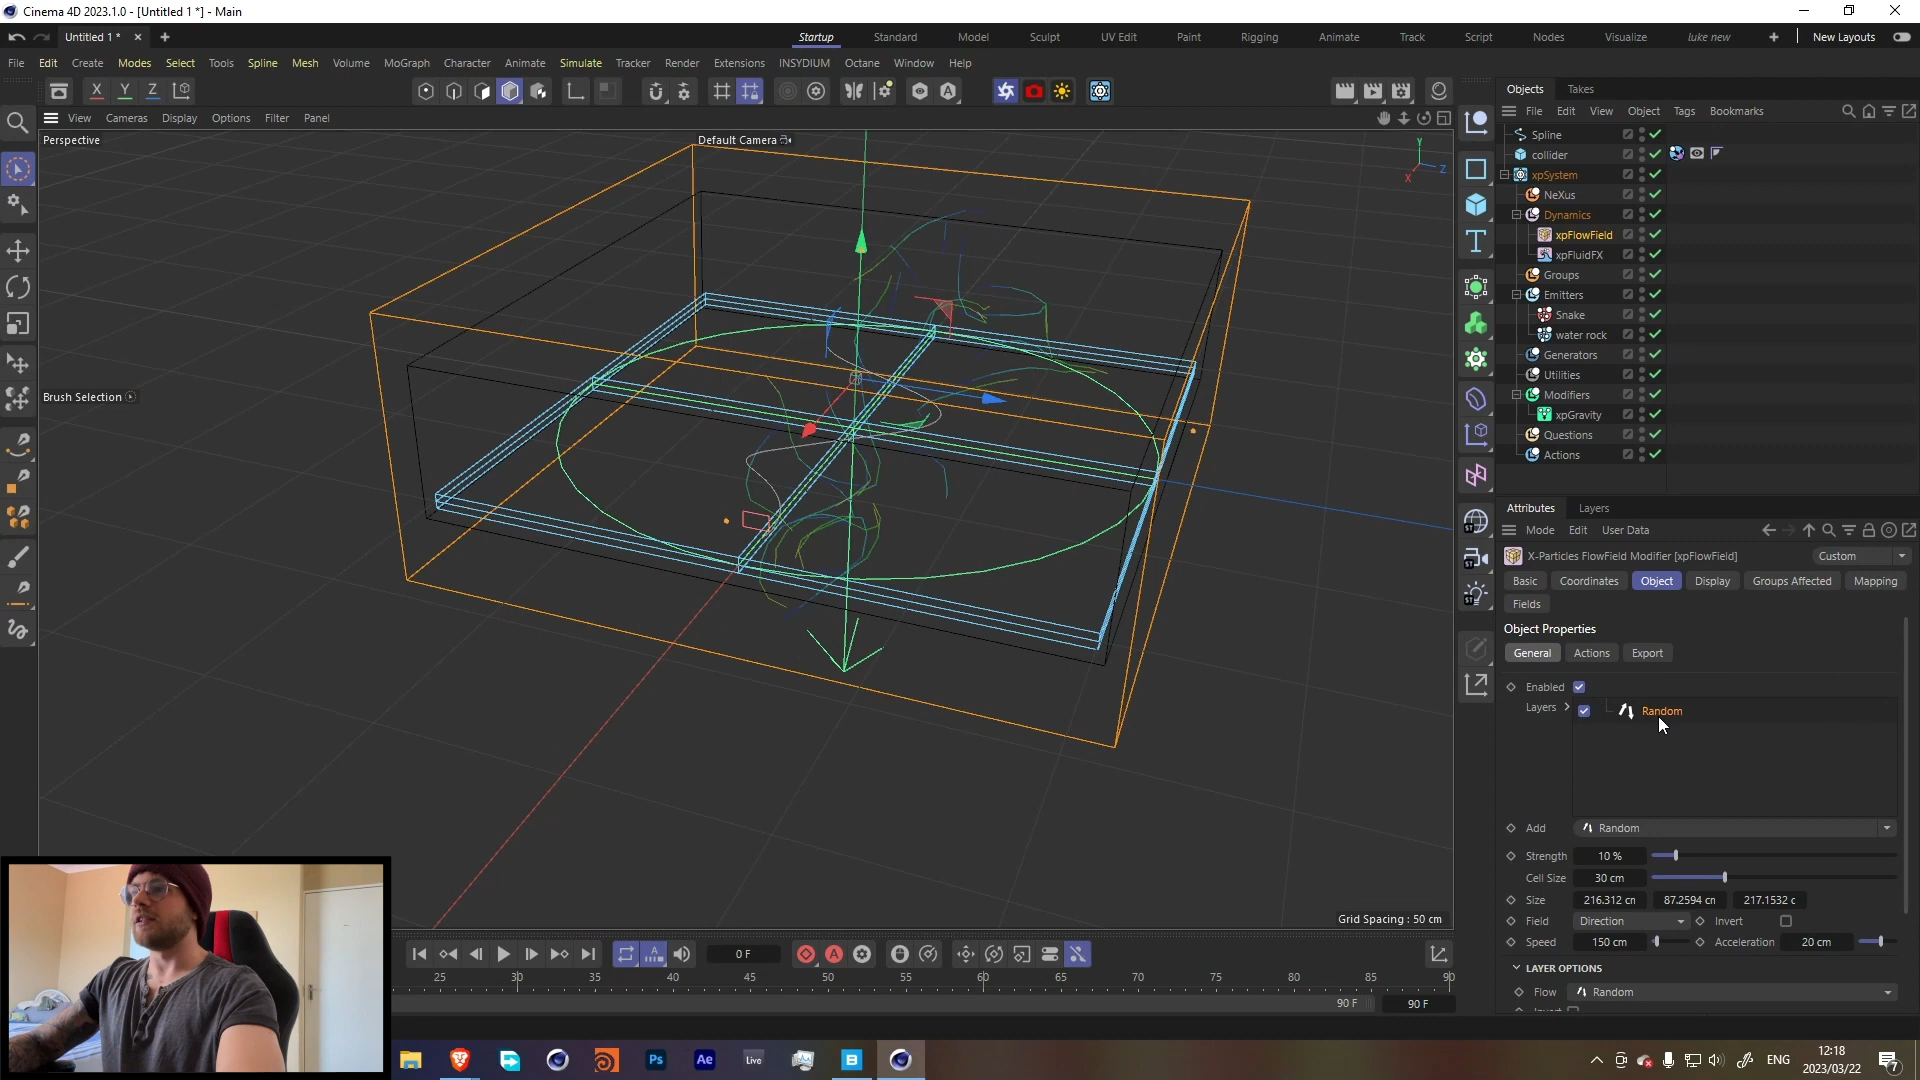 Cinema 4D 2023.1.0 - [Untitled 1 *] - Main
Untitled 1 *
Startup Standard Model Sculpt UV Edit Paint Rigging Animate Track Script Nodes Visualize luke new New Layouts
File Edit Create Modes Select Tools Spline Mesh Volume MoGraph Character Animate Simulate Tracker Render Extensions INSYDIUM Octane Window Help
X Y Z
View Cameras Display Options Filter Panel
Perspective
Default Camera
Y
Z
X
Brush Selection
Grid Spacing : 50 cm
Objects Takes
File Edit View Object Tags Bookmarks
Spline
collider
xpSystem
NeXus
Dynamics
xpFlowField
xpFluidFX
Groups
Emitters
Snake
water rock
Generators
Utilities
Modifiers
xpGravity
Questions
Actions
Attributes Layers
Mode Edit User Data
X-Particles FlowField Modifier [xpFlowField]
Custom
Basic Coordinates Object Display Groups Affected Mapping
Fields
Object Properties
General Actions Export
Enabled
Layers
Random
Add Random
Strength 10 %
Cell Size 30 cm
Size 216.312 cn 87.2594 cn 217.1532 c
Field Direction Invert
Speed 150 cm Acceleration 20 cm
LAYER OPTIONS
Flow Random
0 F
25 30 35 40 45 50 55 60 65 70 75 80 85 90
90 F 90 F
Ps Ae Live B
ENG
12:18
2023/03/22
7